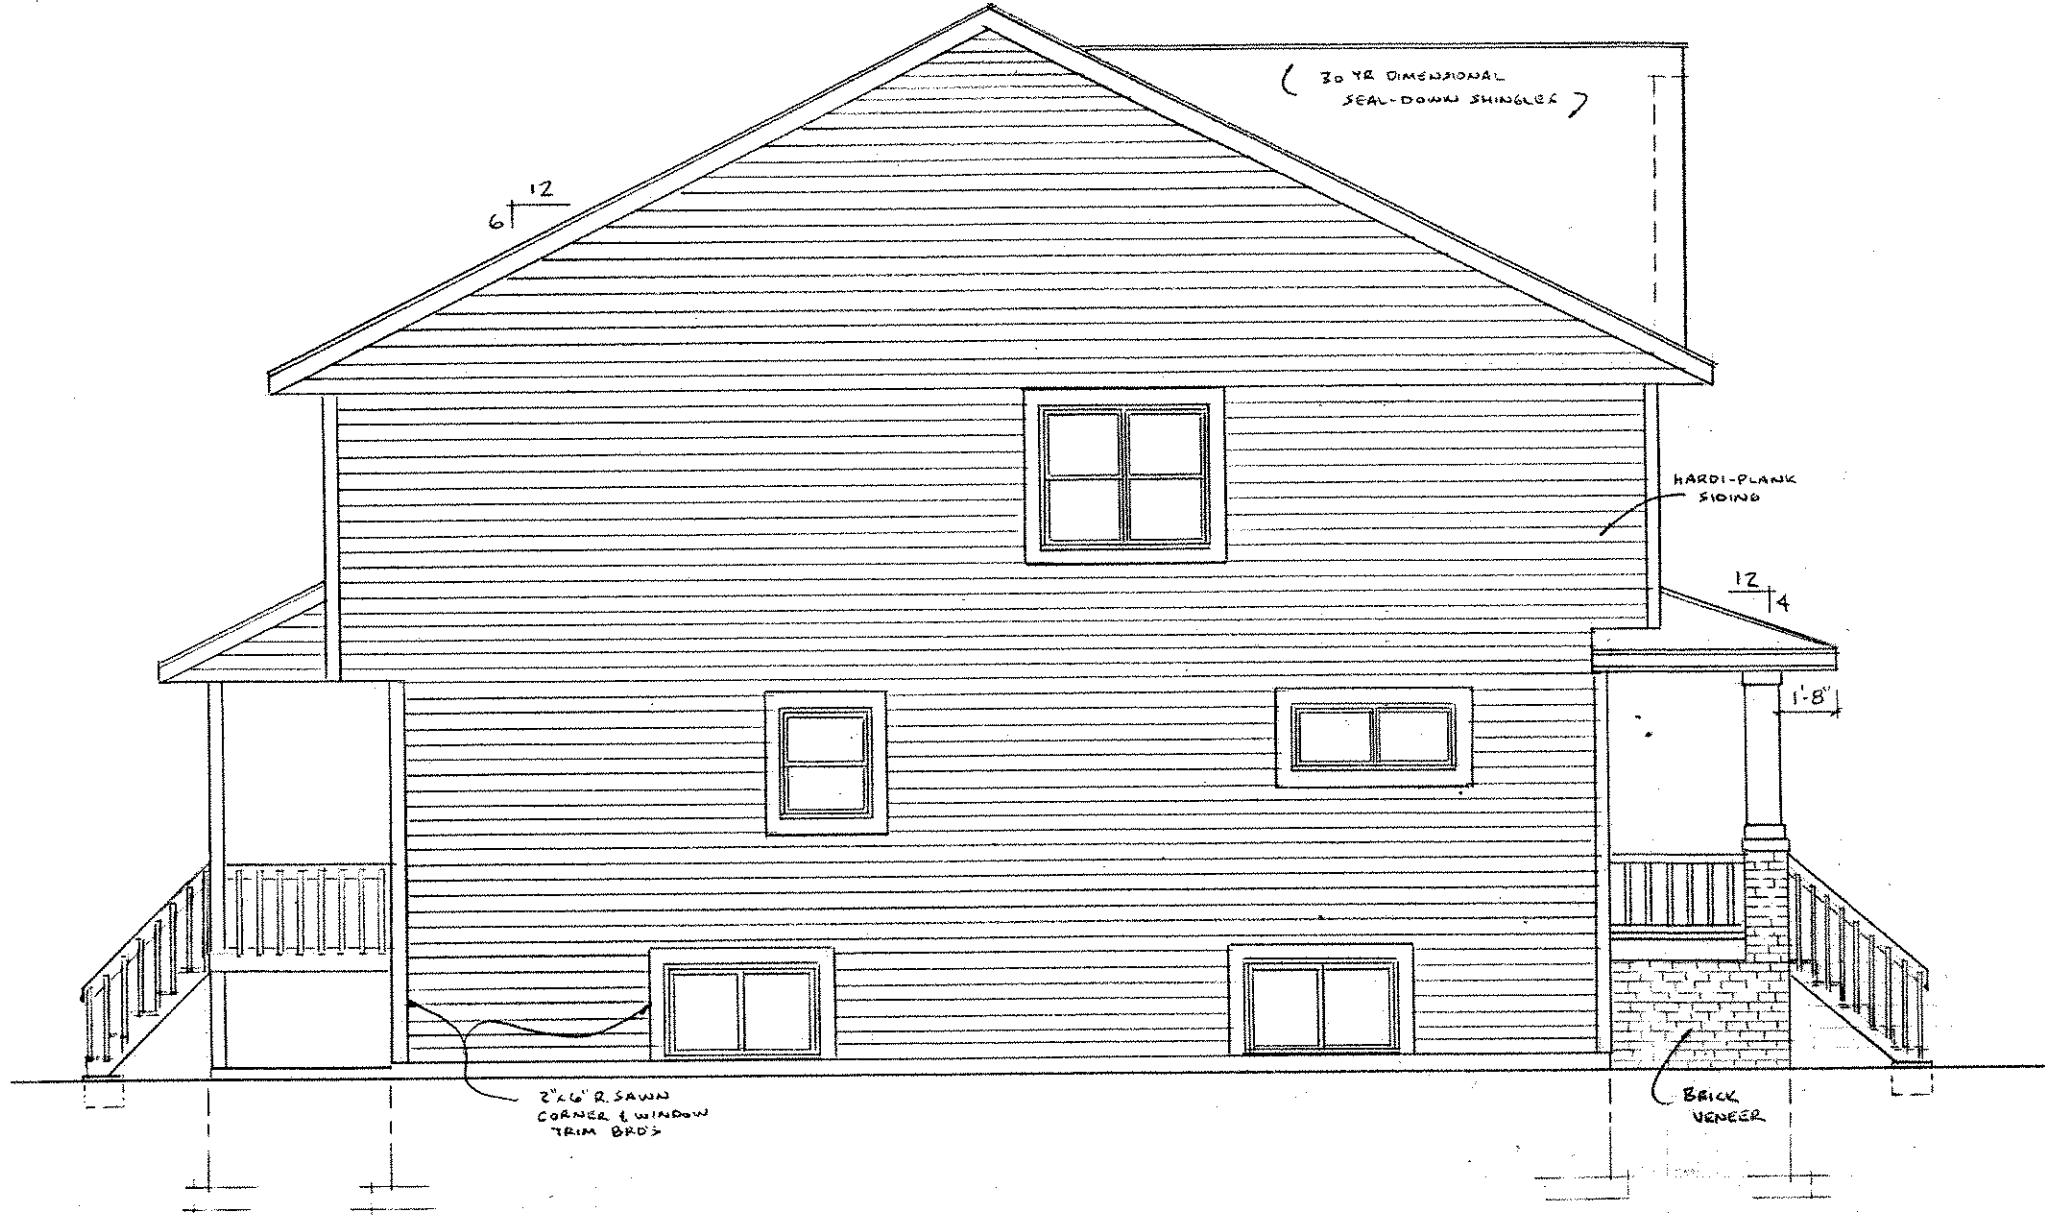 30 YR DIMENSIONAL
SEAL-DOWN SHINGLES
12
6
HARDI-PLANK
SIDING
12
4
1'-8"
2"x6" R. SAWN
CORNER & WINDOW
TRIM BRD'S
BRICK
VENEER